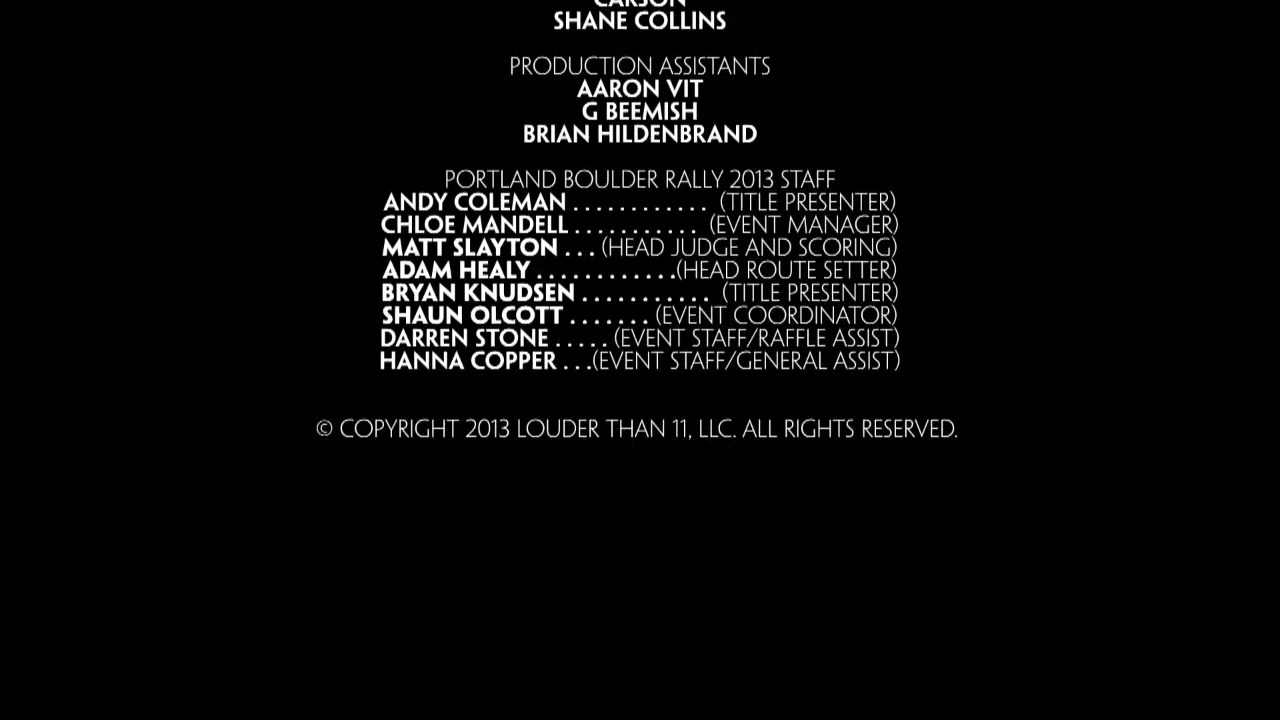 CARSON
SHANE COLLINS
PRODUCTION ASSISTANTS
AARON VIT
G BEEMISH
BRIAN HILDENBRAND
PORTLAND BOULDER RALLY 2013 STAFF
ANDY COLEMAN . . . . . . . . . . . . (TITLE PRESENTER)
CHLOE MANDELL . . . . . . . . . . . (EVENT MANAGER)
MATT SLAYTON . . . (HEAD JUDGE AND SCORING)
ADAM HEALY . . . . . . . . . . . .(HEAD ROUTE SETTER)
BRYAN KNUDSEN . . . . . . . . . . . (TITLE PRESENTER)
SHAUN OLCOTT . . . . . . . (EVENT COORDINATOR)
DARREN STONE . . . . . (EVENT STAFF/RAFFLE ASSIST)
HANNA COPPER . . .(EVENT STAFF/GENERAL ASSIST)
© COPYRIGHT 2013 LOUDER THAN 11, LLC. ALL RIGHTS RESERVED.